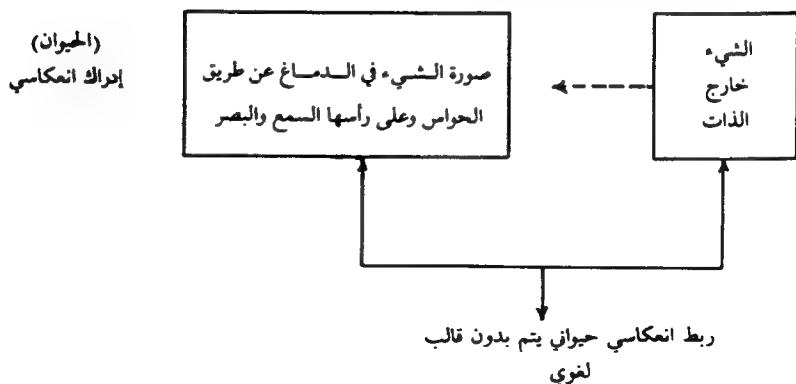 الشيء
خارج
الذات
صورة الشيء في الدماغ عن طريق
الحواس وعلى رأسها السمع والبصر
(الحيوان)
إدراك انعكاسي
ربط انعكاسي حيواني يتم بدون قالب
لغوي